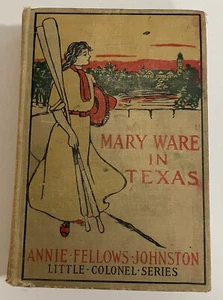 MARY WARE
IN
TEXAS
ANNIE·FELLOWS·JOHNSTON
LITTLE·COLONEL·SERIES